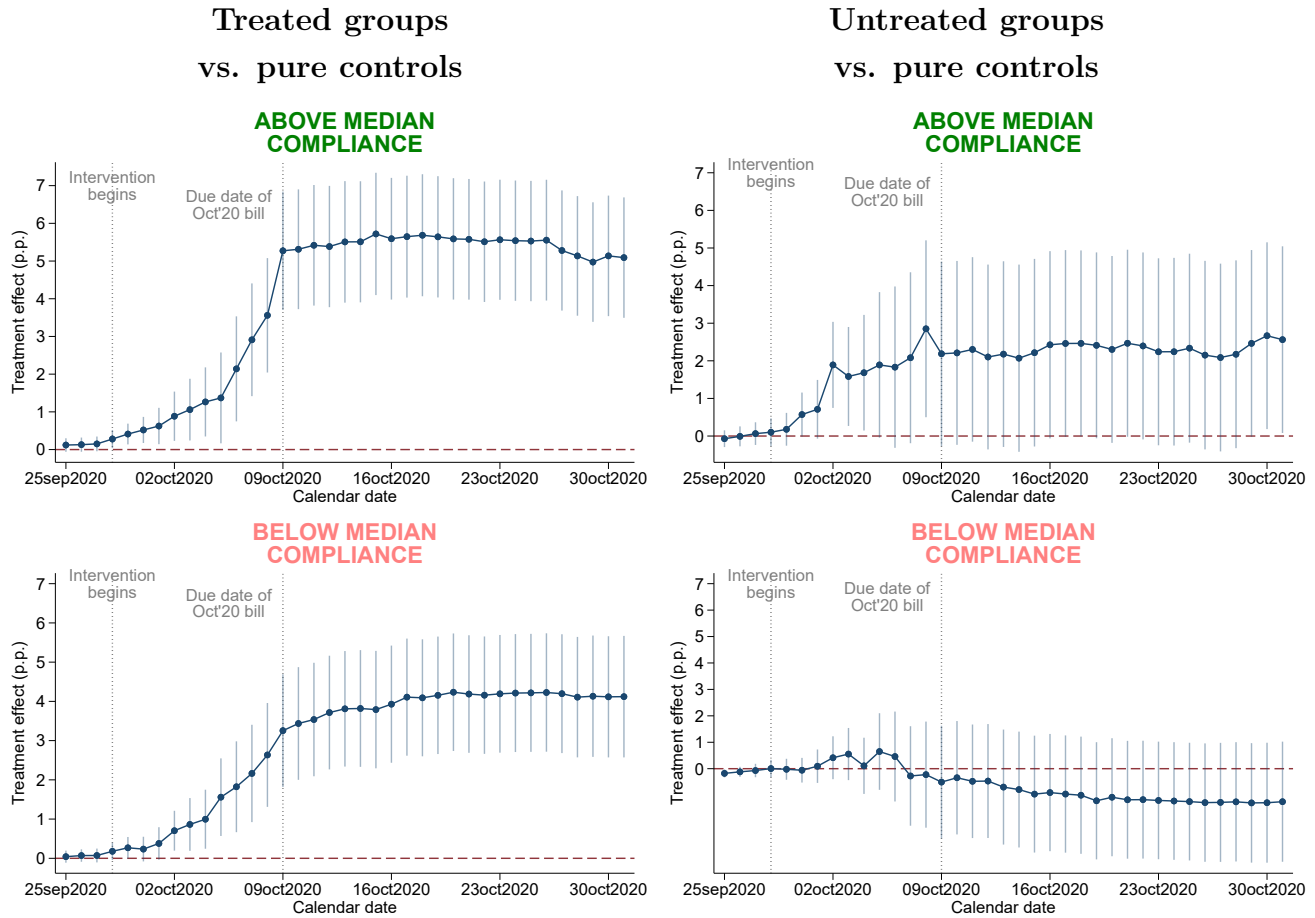 Treated groups
vs. pure controls
Untreated groups
vs. pure controls
ABOVE MEDIAN
COMPLIANCE
Intervention
begins
Due date of
Oct'20 bill
Treatment effect (p.p.)
7
6
5
4
3
2
1
0
25sep2020 02oct2020 09oct2020 16oct2020 23oct2020 30oct2020
Calendar date
ABOVE MEDIAN
COMPLIANCE
Intervention
begins
Due date of
Oct'20 bill
Treatment effect (p.p.)
7
6
5
4
3
2
1
0
25sep2020 02oct2020 09oct2020 16oct2020 23oct2020 30oct2020
Calendar date
BELOW MEDIAN
COMPLIANCE
Intervention
begins
Due date of
Oct'20 bill
Treatment effect (p.p.)
7
6
5
4
3
2
1
0
25sep2020 02oct2020 09oct2020 16oct2020 23oct2020 30oct2020
Calendar date
BELOW MEDIAN
COMPLIANCE
Intervention
begins
Due date of
Oct'20 bill
Treatment effect (p.p.)
7
6
5
4
3
2
1
0
25sep2020 02oct2020 09oct2020 16oct2020 23oct2020 30oct2020
Calendar date